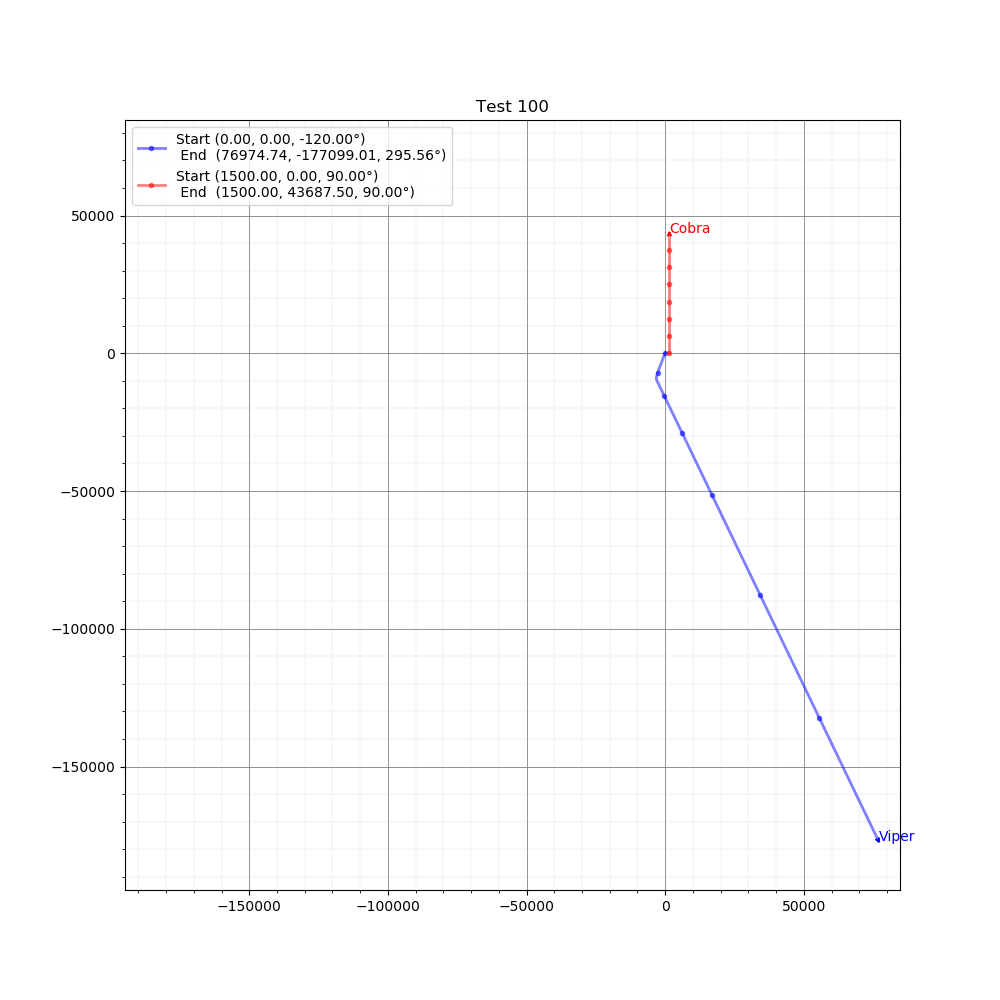 Test 100
Start (0.00, 0.00, -120.00°)
End (76974.74, -177099.01, 295.56°)
Start (1500.00, 0.00, 90.00°)
End (1500.00, 43687.50, 90.00°)
50000
Cobra
0
−50000
−100000
−150000
Viper
−150000
−100000
−50000
0
50000